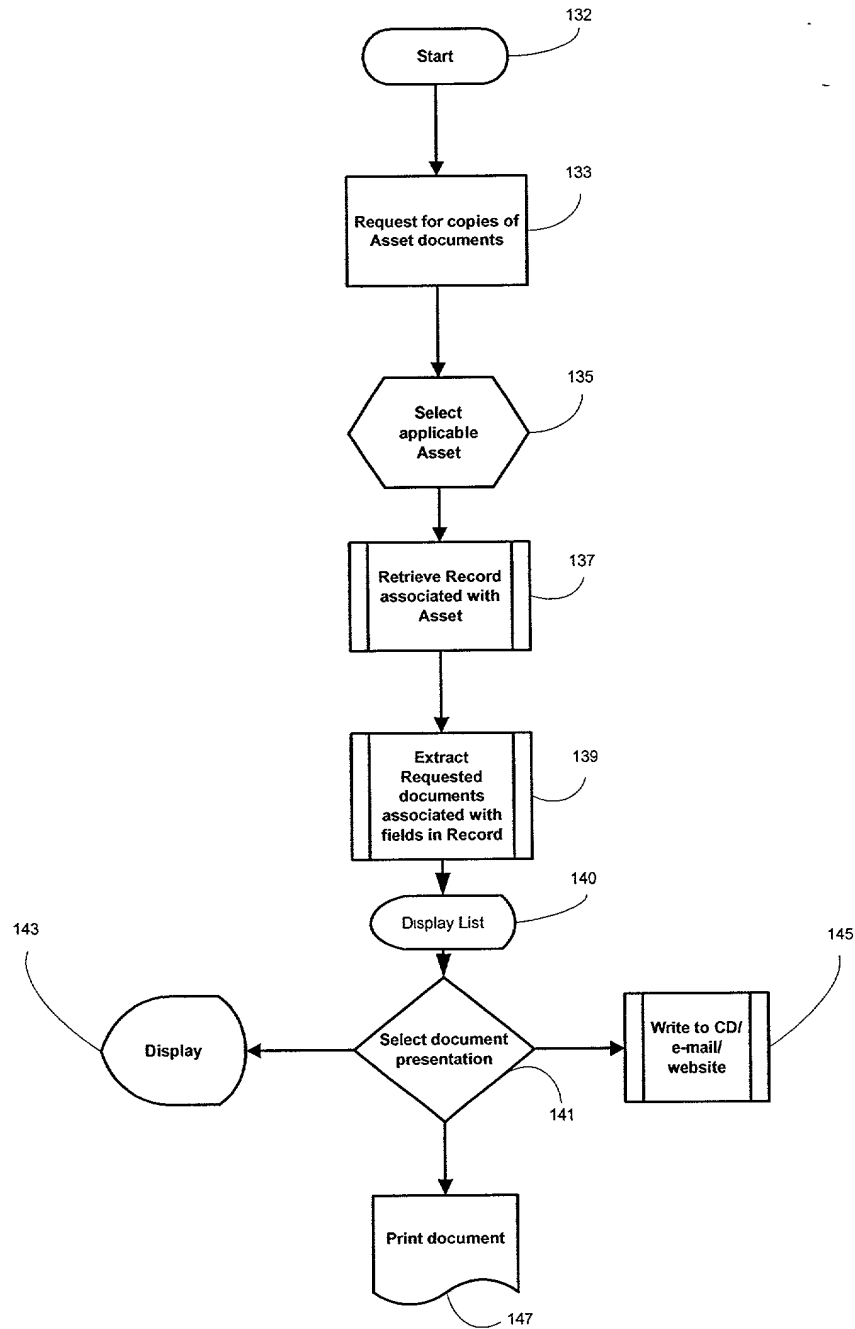 132
Start
133
Request for copies of
Asset documents
135
Select
applicable
Asset
137
Retrieve Record
associated with
Asset
139
Extract
Requested
documents
associated with
fields in Record
140
Display List
143
145
Display
Select document
presentation
Write to CD/
e-mail/
website
141
Print document
147